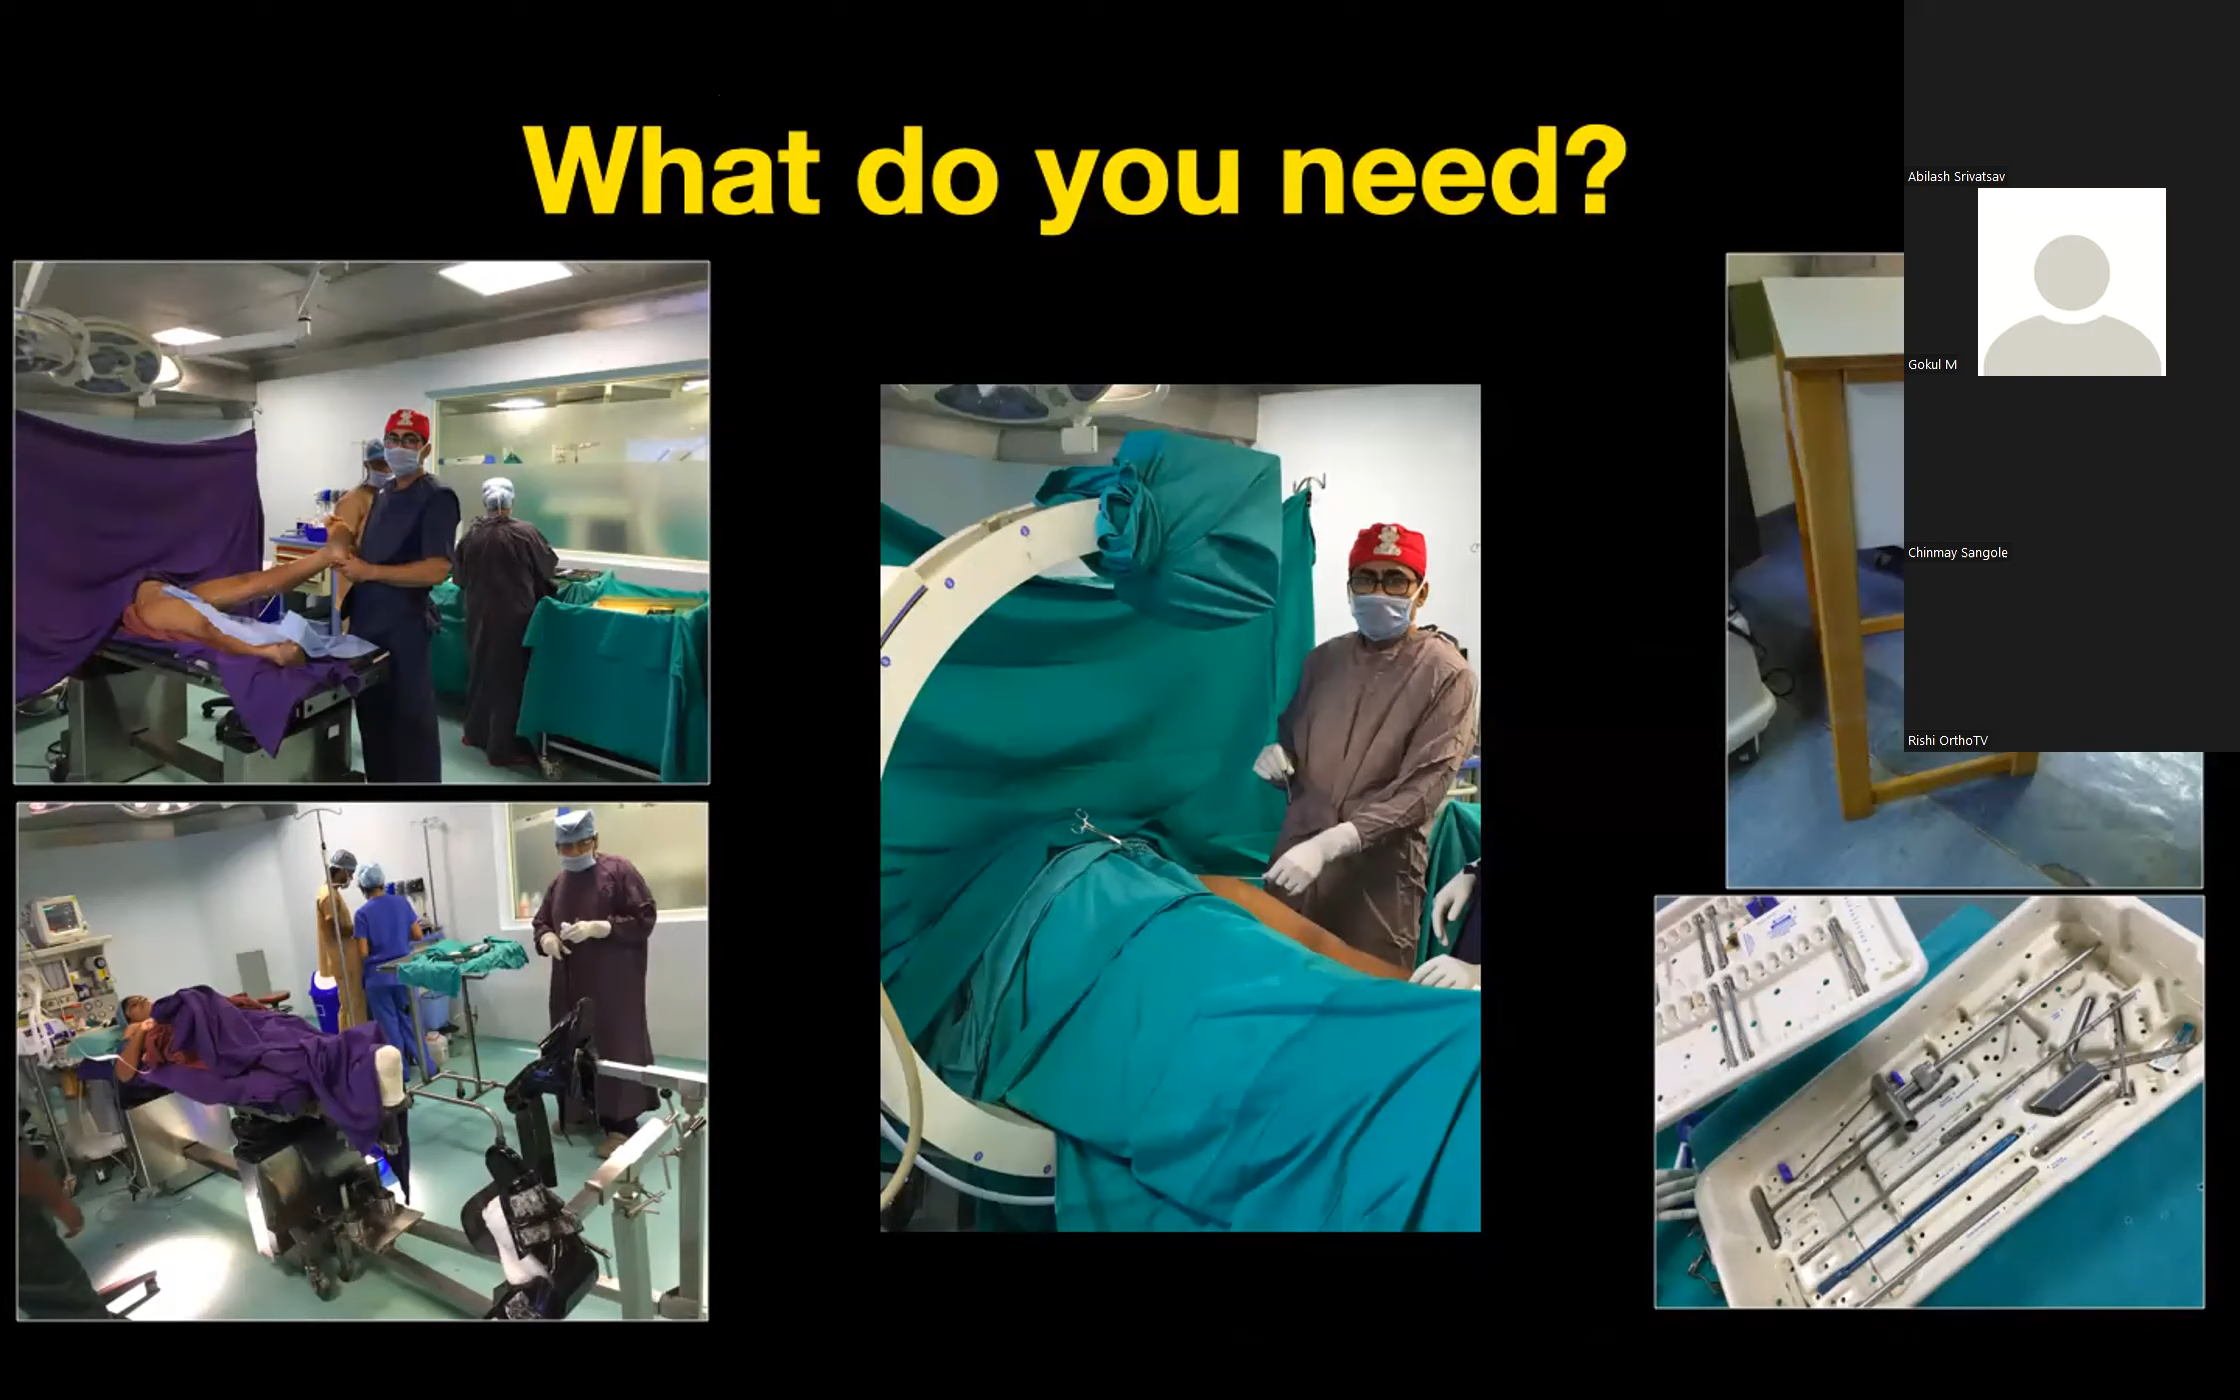 What do you need?
Abilash Srivatsav
Gokul M
Chinmay Sangole
Rishi OrthoTV